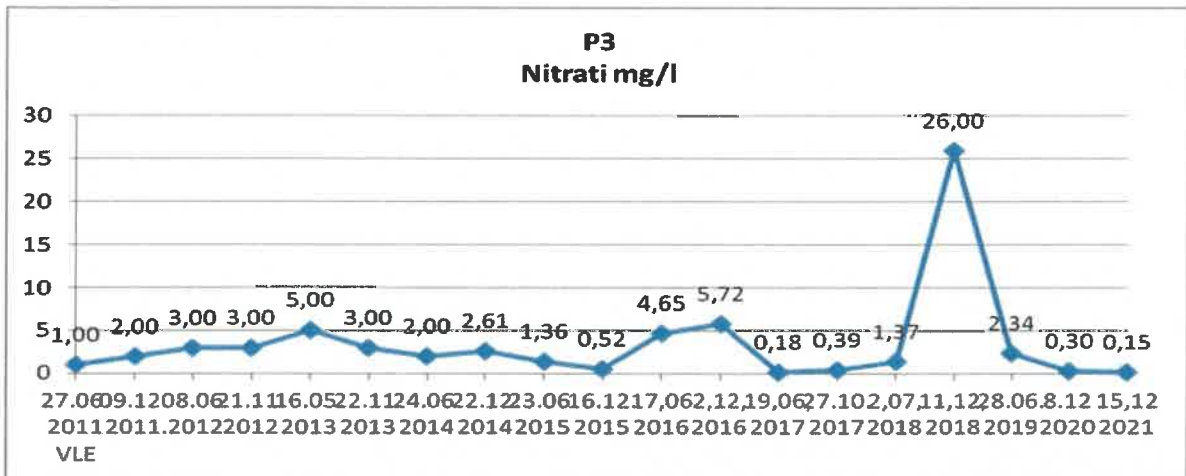 P3
Nitrati mg/l
30
25
20
15
10
5
0
1,00 2,00 3,00 3,00 5,00 3,00 2,00 2,61 1,36 0,52 4,65 5,72 0,18 0,39 1,37 26,00 2,34 0,30 0,15
27.06 09.12 08.06 21.11 16.05 22.11 24.06 22.12 23.06 16.12 17,06 2,12, 19,06, 27.10 2,07, 11,12, 28.06. 8.12 15,12
2011 2011. 2012 2012 2013 2013 2014 2014 2015 2015 2016 2016 2017 2017 2018 2018 2019 2020 2021
VLE